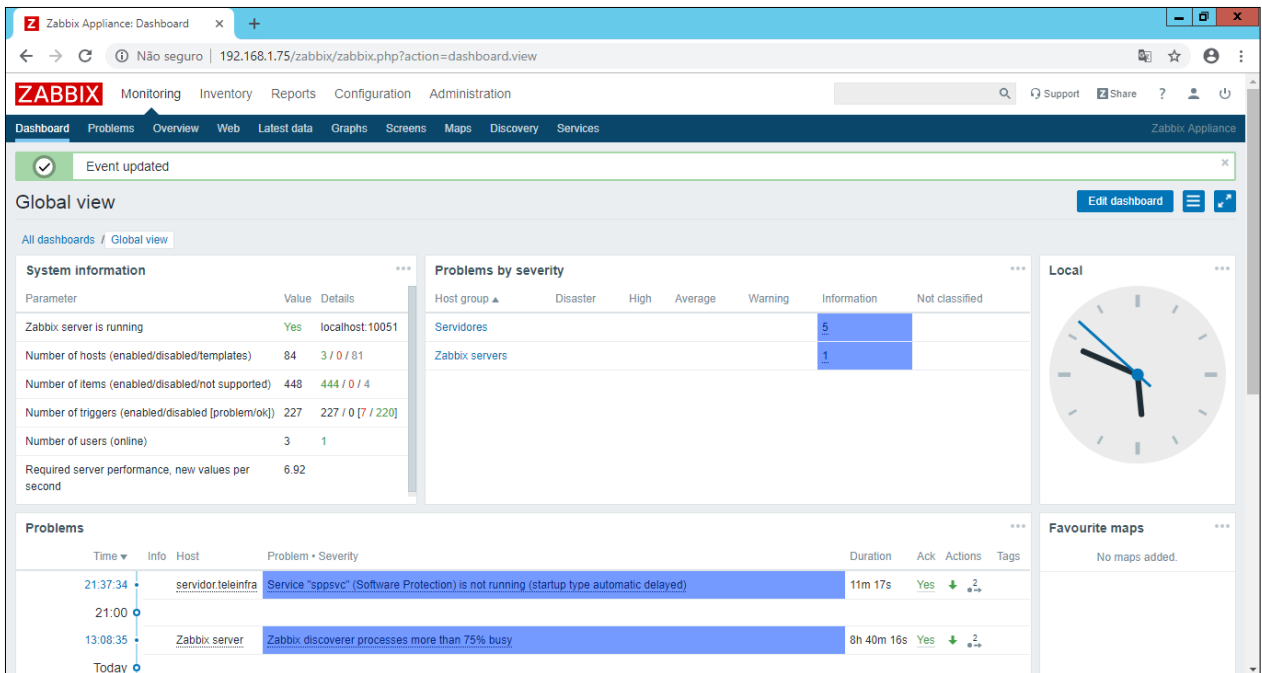 Z Zabbix Appliance: Dashboard
Não seguro | 192.168.1.75/zabbix/zabbix.php?action=dashboard.view
ZABBIX Monitoring Inventory Reports Configuration Administration Support Z Share ?
Dashboard Problems Overview Web Latest data Graphs Screens Maps Discovery Services Zabbix Appliance
Event updated
Global view Edit dashboard
All dashboards / Global view
System information
Parameter Value Details
Zabbix server is running Yes localhost:10051
Number of hosts (enabled/disabled/templates) 84 3 / 0 / 81
Number of items (enabled/disabled/not supported) 448 444 / 0 / 4
Number of triggers (enabled/disabled [problem/ok]) 227 227 / 0 [7 / 220]
Number of users (online) 3 1
Required server performance, new values per 6.92
second
Problems by severity
Host group Disaster High Average Warning Information Not classified
Servidores 5
Zabbix servers 1
Local
Problems
Time Info Host Problem • Severity Duration Ack Actions Tags
21:37:34 servidor.teleinfra Service "sppsvc" (Software Protection) is not running (startup type automatic delayed) 11m 17s Yes 2
21:00
13:08:35 Zabbix server Zabbix discoverer processes more than 75% busy 8h 40m 16s Yes 2
Today
Favourite maps
No maps added.